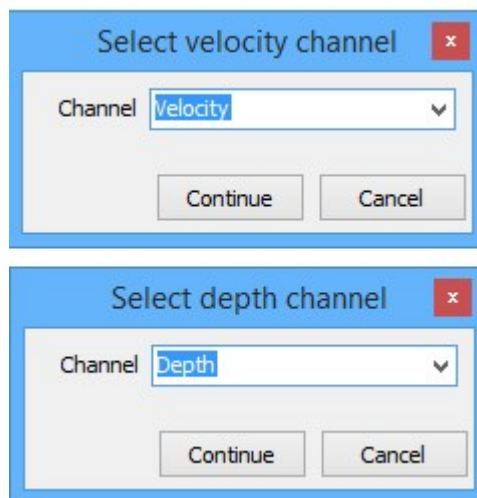 Select velocity channel x
Channel Velocity
Continue Cancel
Select depth channel x
Channel Depth
Continue Cancel